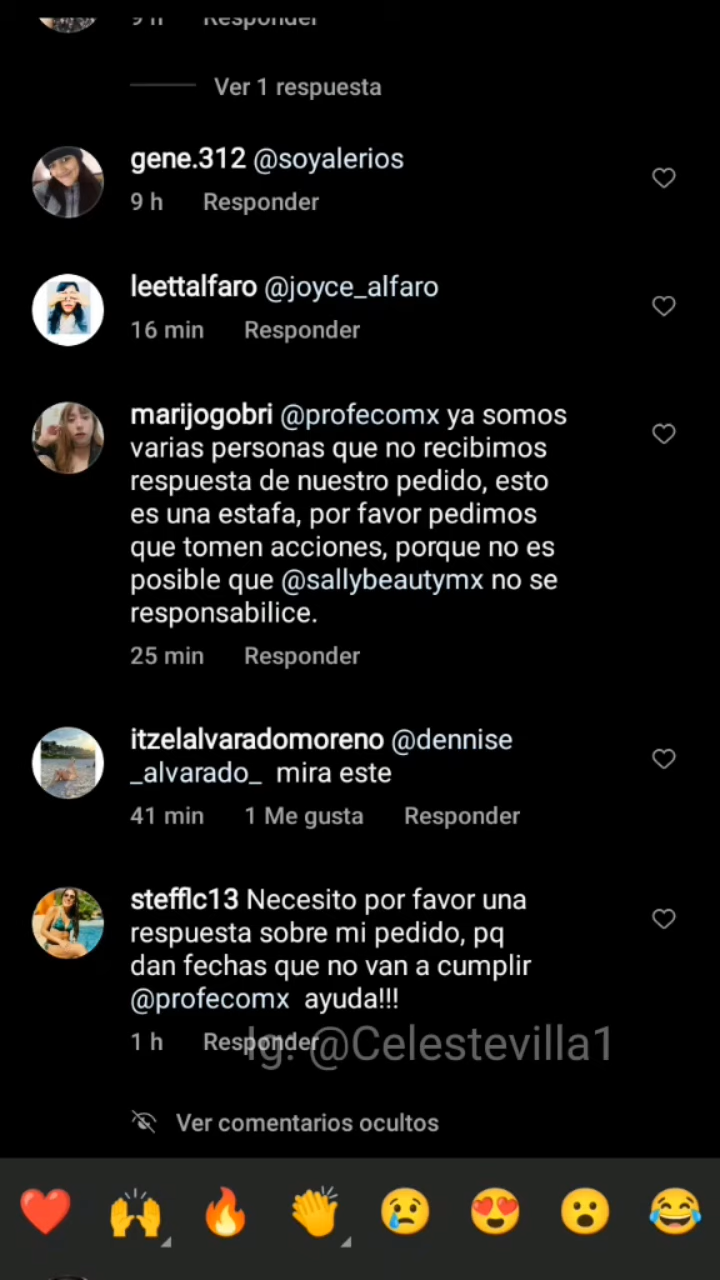 9 h Responder
Ver 1 respuesta
gene.312 @soyalerios
9 h Responder
leettalfaro @joyce_alfaro
16 min Responder
marijogobri @profecomx ya somos
varias personas que no recibimos
respuesta de nuestro pedido, esto
es una estafa, por favor pedimos
que tomen acciones, porque no es
posible que @sallybeautymx no se
responsabilice.
25 min Responder
itzelalvaradomoreno @dennise
_alvarado_ mira este
41 min 1 Me gusta Responder
stefflc13 Necesito por favor una
respuesta sobre mi pedido, pq
dan fechas que no van a cumplir
@profecomx ayuda!!!
1 h Responder
Ig: @Celestevilla1
Ver comentarios ocultos